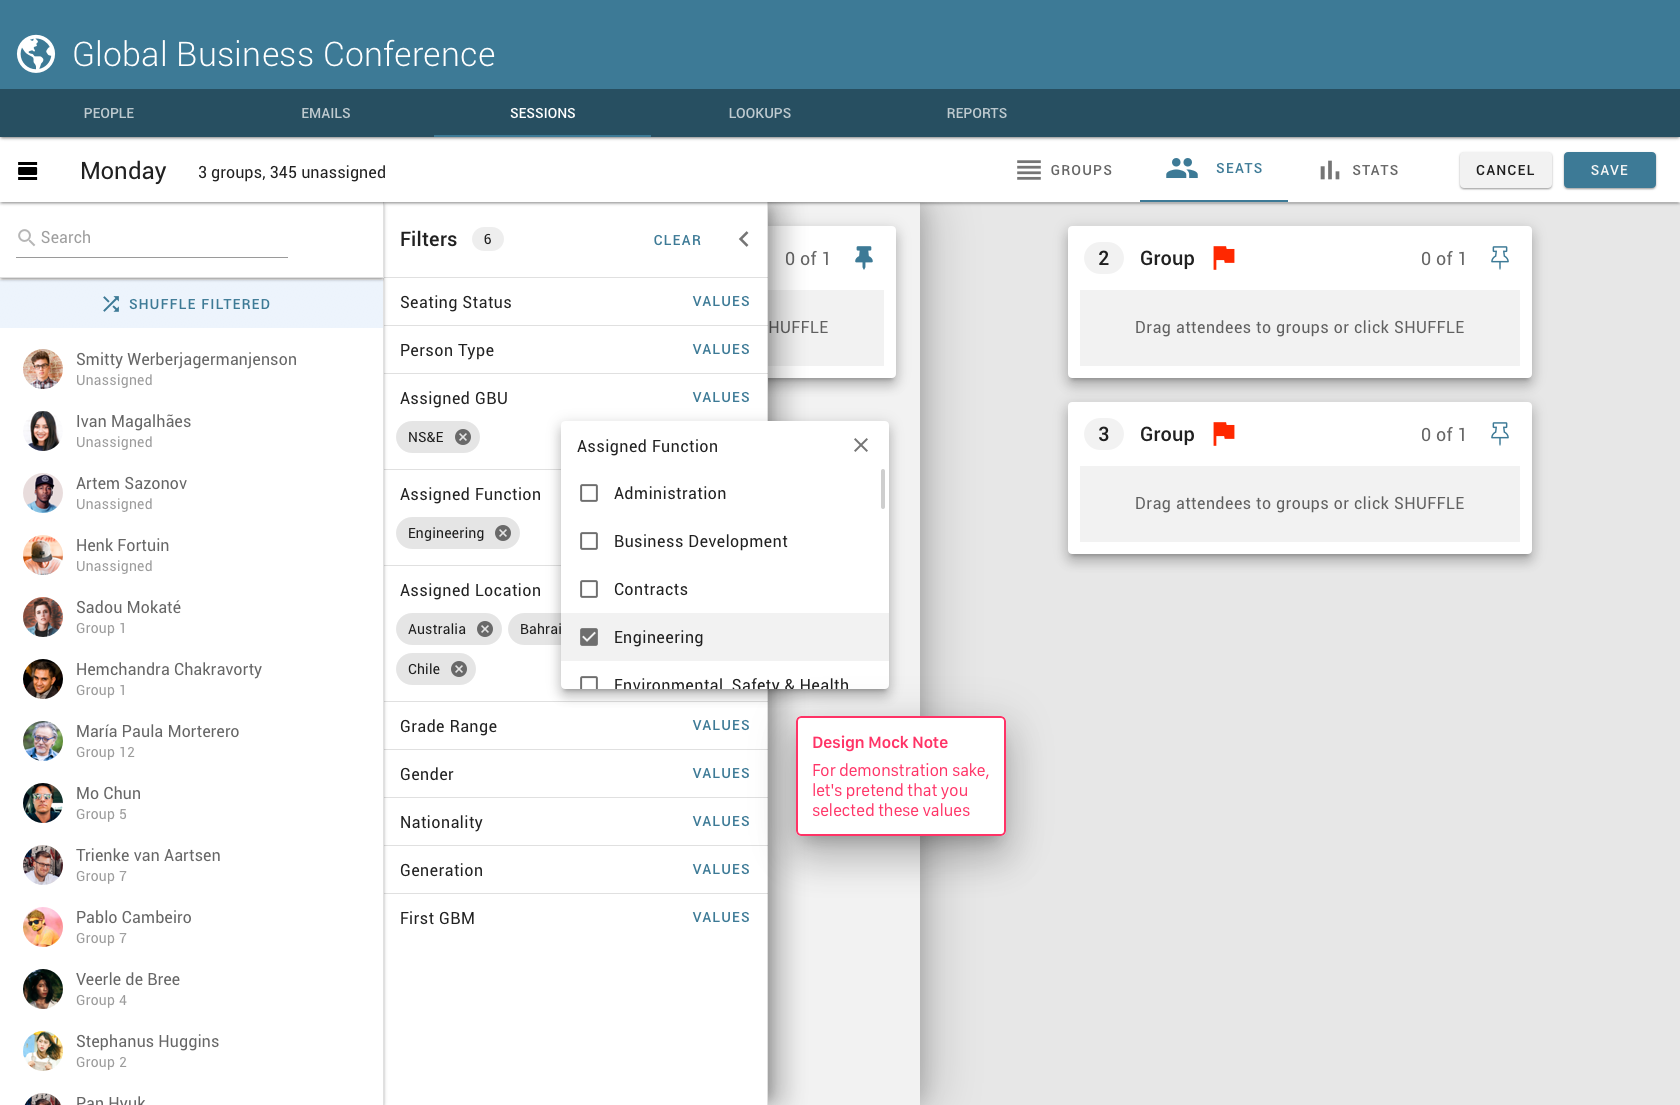 Global Business Conference
PEOPLE
EMAILS
SESSIONS
LOOKUPS
REPORTS
Monday
3 groups, 345 unassigned
GROUPS
SEATS
STATS
CANCEL
SAVE
Search
SHUFFLE FILTERED
Smitty Werberjagermanjenson
Unassigned
Ivan Magalhães
Unassigned
Artem Sazonov
Unassigned
Henk Fortuin
Unassigned
Sadou Mokaté
Group 1
Hemchandra Chakravorty
Group 1
María Paula Morterero
Group 12
Mo Chun
Group 5
Trienke van Aartsen
Group 7
Pablo Cambeiro
Group 7
Veerle de Bree
Group 4
Stephanus Huggins
Group 2
Pan Hyuk
Filters 6 CLEAR
Seating Status VALUES
Person Type VALUES
Assigned GBU VALUES
NS&E
Assigned Function
Engineering
Assigned Location
Australia Bahrai
Chile
Grade Range VALUES
Gender VALUES
Nationality VALUES
Generation VALUES
First GBM VALUES
Assigned Function
Administration
Business Development
Contracts
Engineering
Environmental, Safety & Health
Design Mock Note
For demonstration sake,
let's pretend that you
selected these values
0 of 1
HUFFLE
2 Group 0 of 1
Drag attendees to groups or click SHUFFLE
3 Group 0 of 1
Drag attendees to groups or click SHUFFLE